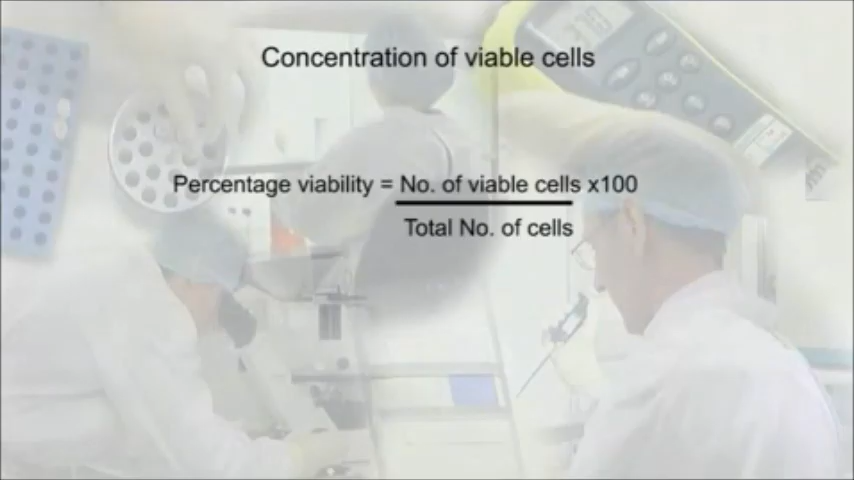 Concentration of viable cells
Percentage viability = No. of viable cells x100
Total No. of cells